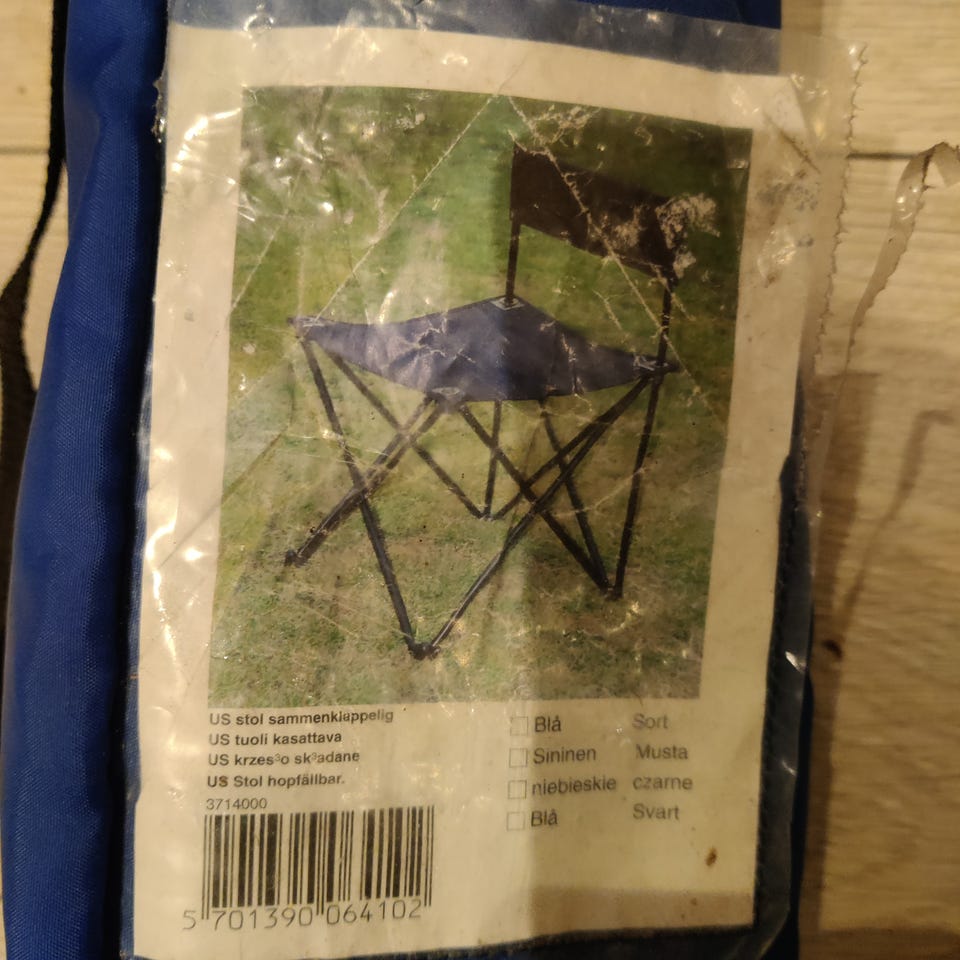 US stol sammenklappelig
US tuoli kasattava
US krzes³o sk³adane
US Stol hopfällbar.
3714000
5 701390 064102
Blå Sort
Sininen Musta
niebieskie czarne
Blå Svart